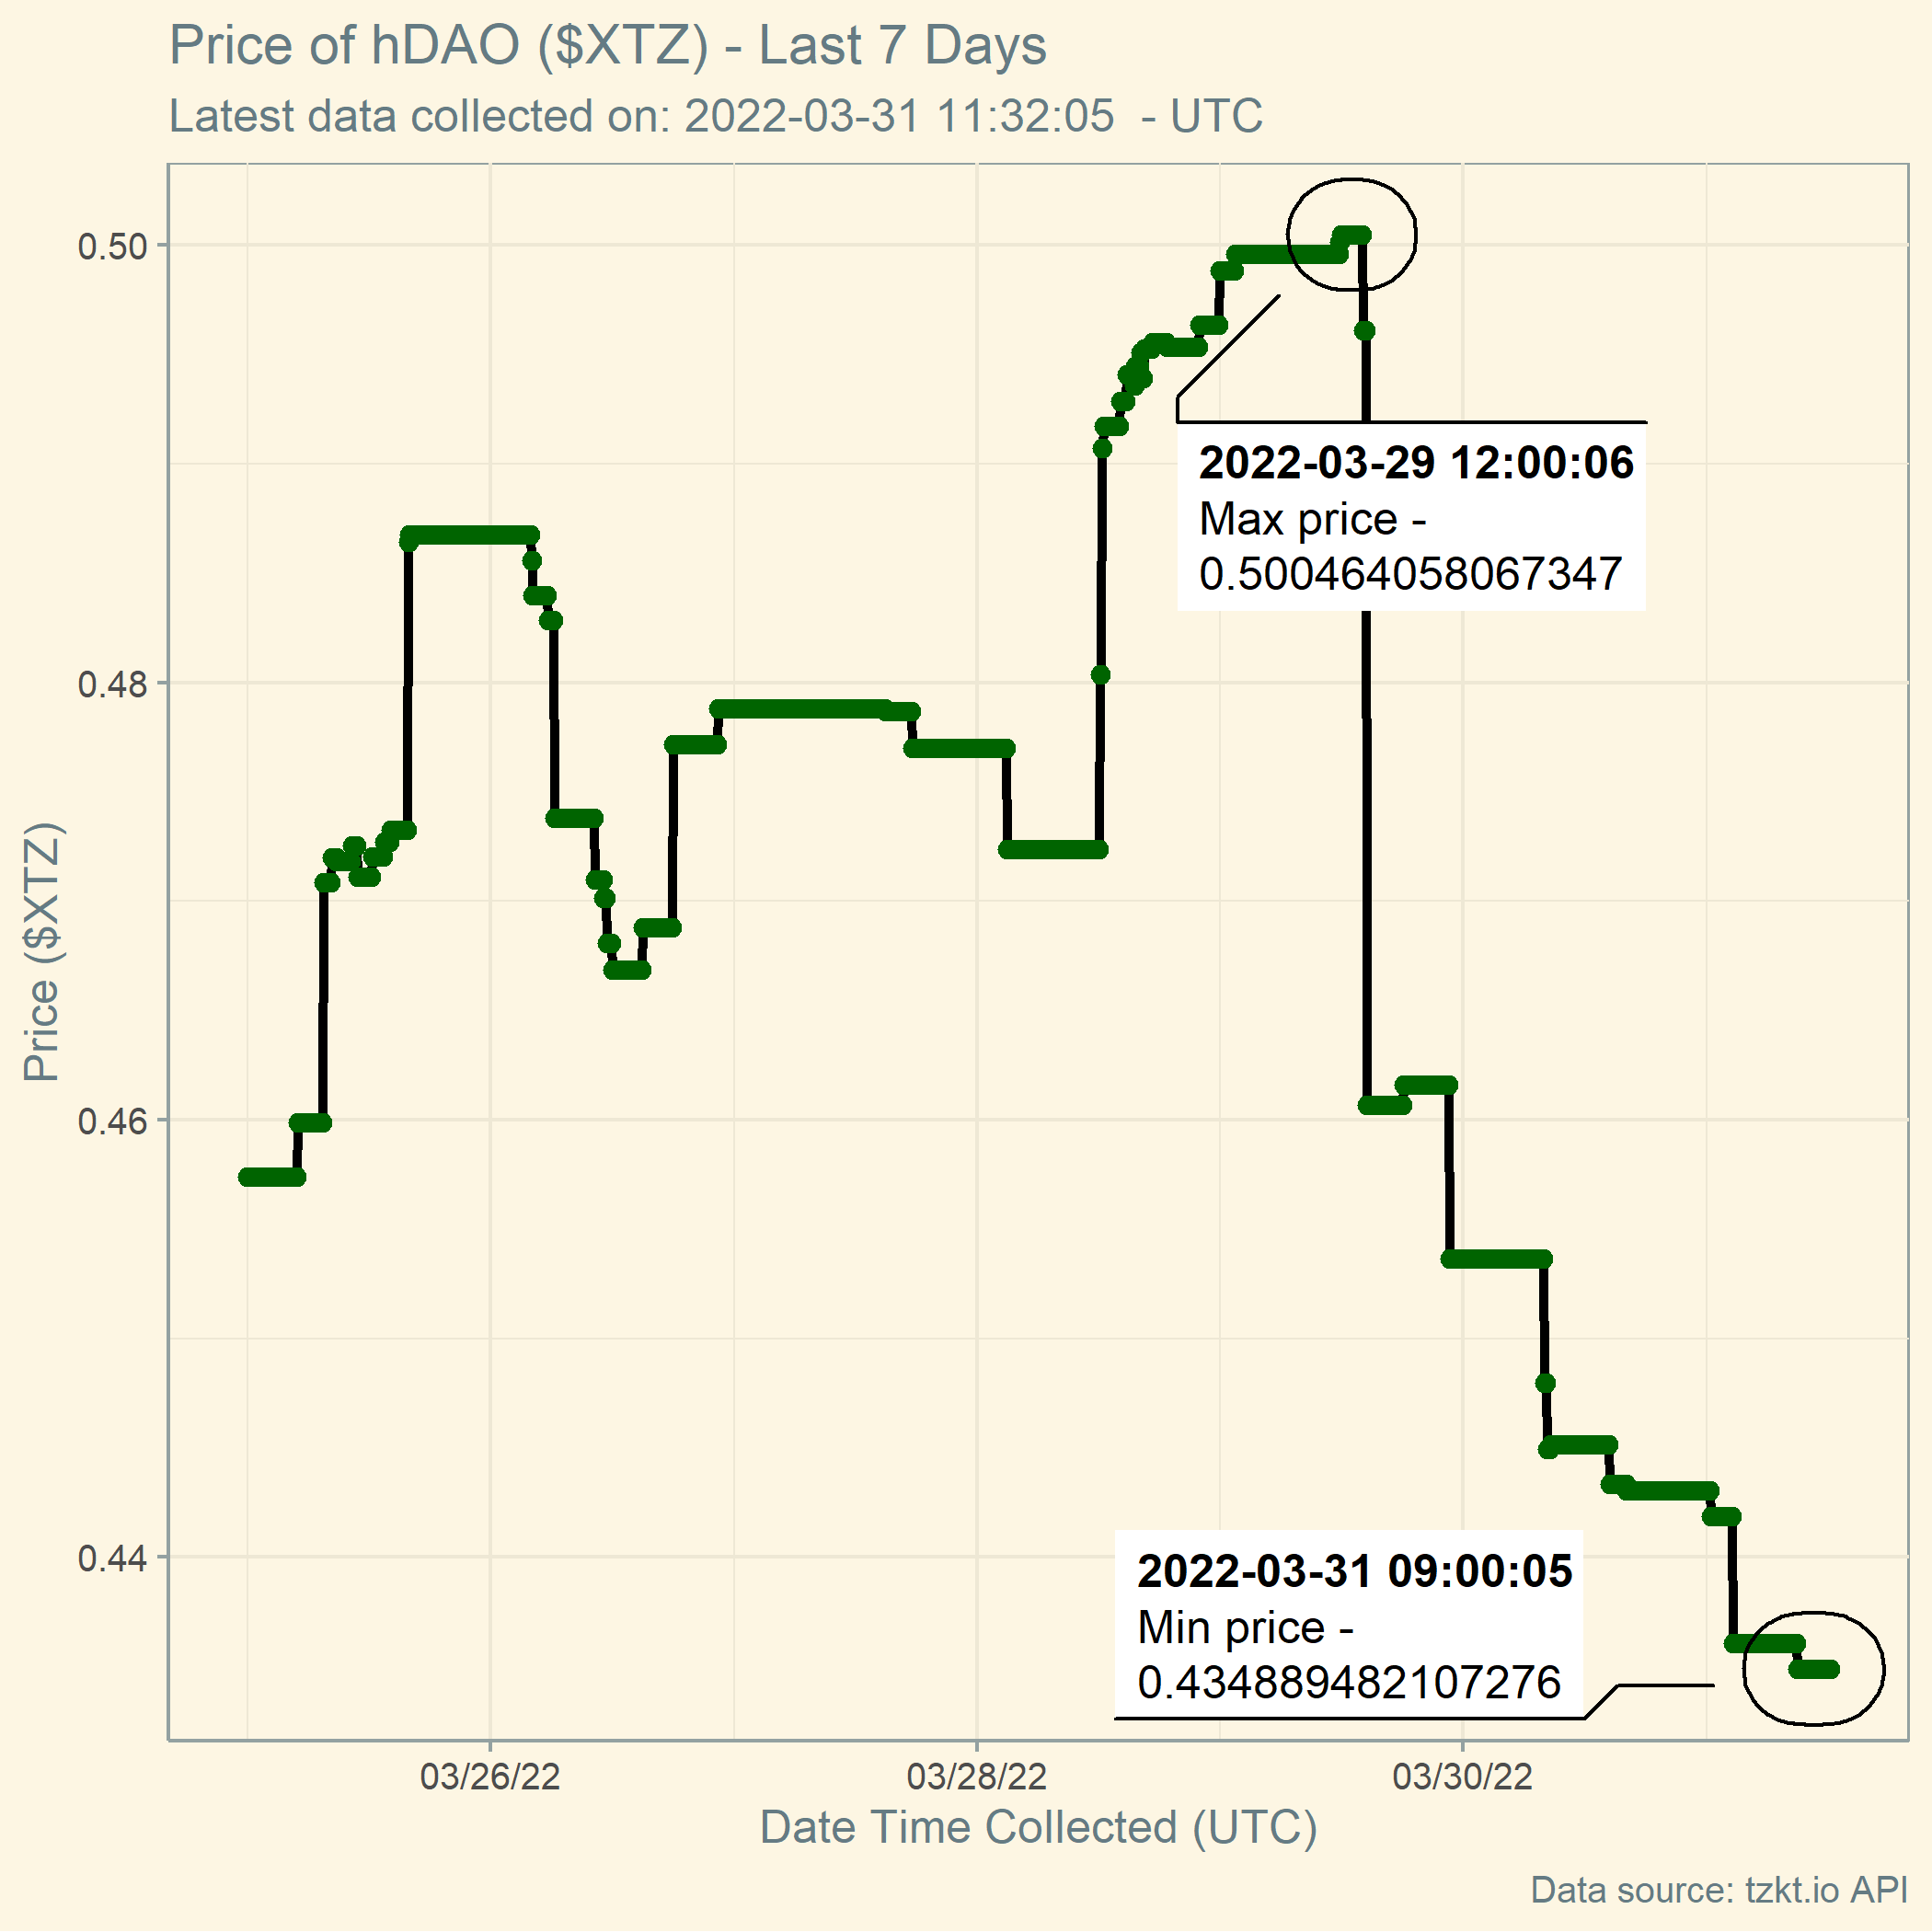 Price of hDAO ($XTZ) - Last 7 Days
Latest data collected on: 2022-03-31 11:32:05  - UTC
0.50
0.48
0.46
0.44
Price ($XTZ)
2022-03-29 12:00:06
Max price -
0.500464058067347
2022-03-31 09:00:05
Min price -
0.434889482107276
03/26/22
03/28/22
03/30/22
Date Time Collected (UTC)
Data source: tzkt.io API